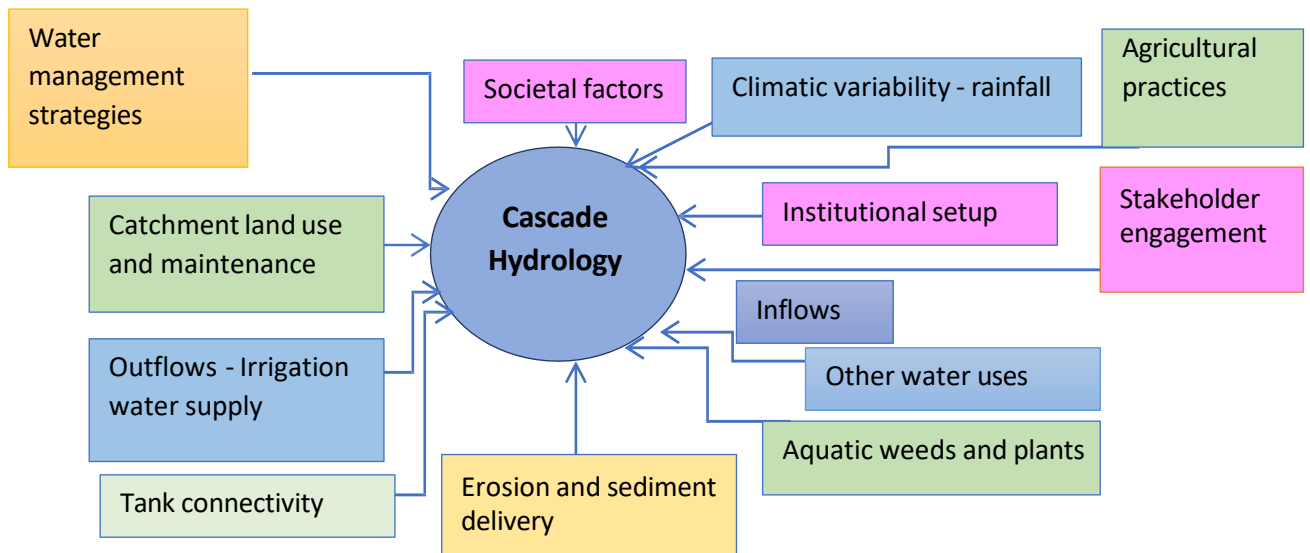 Water
management
strategies
Societal factors
Climatic variability - rainfall
Agricultural
practices
Catchment land use
and maintenance
Cascade
Hydrology
Institutional setup
Stakeholder
engagement
Inflows
Outflows - Irrigation
water supply
Other water uses
Aquatic weeds and plants
Tank connectivity
Erosion and sediment
delivery